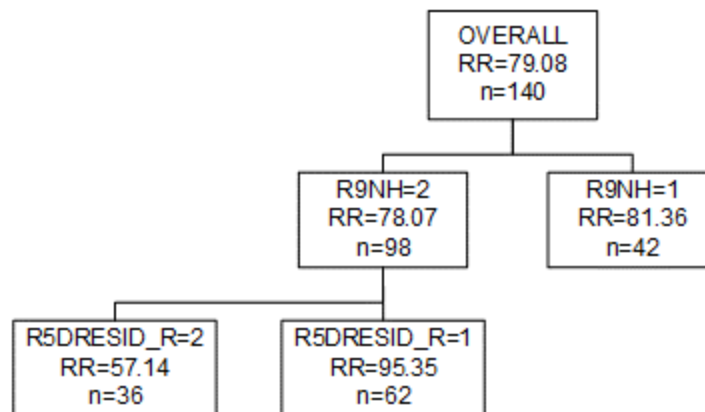 OVERALL
RR=79.08
n=140
R9NH=2
RR=78.07
n=98
R9NH=1
RR=81.36
n=42
R5DRESID_R=2
RR=57.14
n=36
R5DRESID_R=1
RR=95.35
n=62